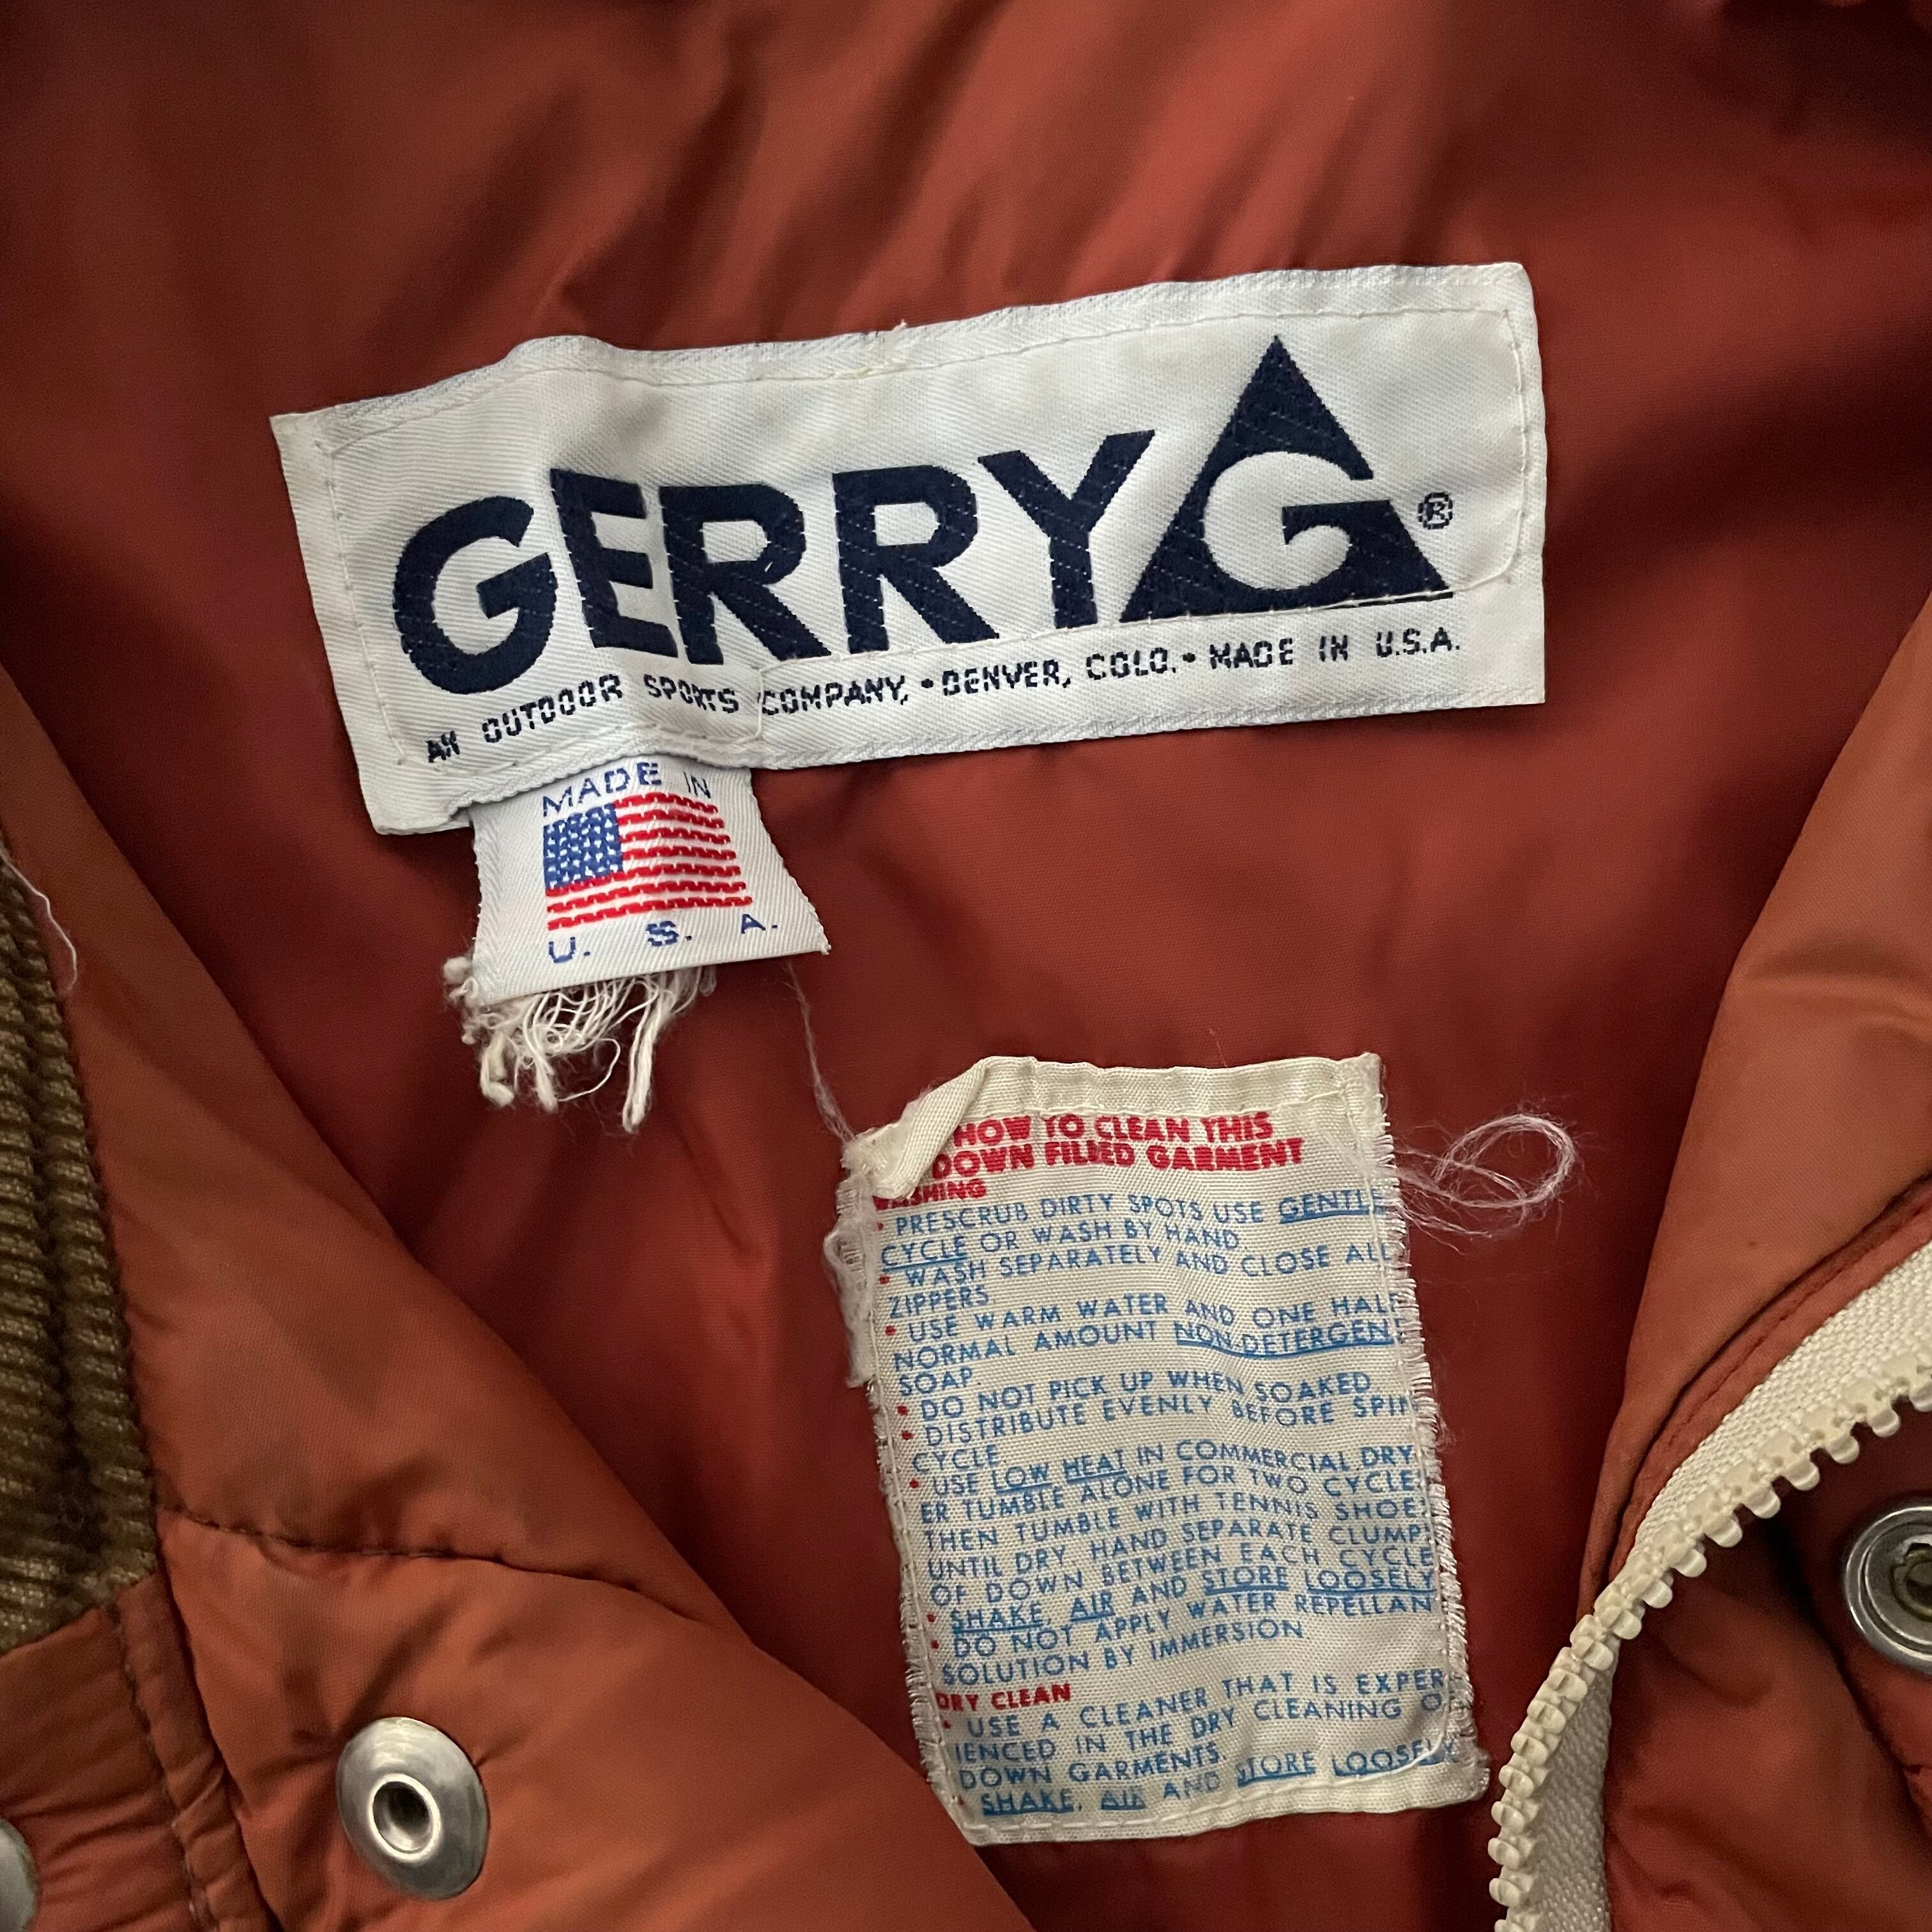 GERRY G ®
AN OUTDOOR SPORTS COMPANY, • DENVER, COLO. • MADE IN U.S.A.
MADE IN
U. S. A.
HOW TO CLEAN THIS
DOWN FILLED GARMENT
WASHING
• PRESCRUB DIRTY SPOTS USE GENTLE
CYCLE OR WASH BY HAND
• WASH SEPARATELY AND CLOSE ALL
ZIPPERS
• USE WARM WATER AND ONE HALF
NORMAL AMOUNT NON-DETERGENT
SOAP
• DO NOT PICK UP WHEN SOAKED
• DISTRIBUTE EVENLY BEFORE SPIN
CYCLE
• USE LOW HEAT IN COMMERCIAL DRY-
ER TUMBLE ALONE FOR TWO CYCLES
THEN TUMBLE WITH TENNIS SHOES
UNTIL DRY. HAND SEPARATE CLUMPS
OF DOWN BETWEEN EACH CYCLE
• SHAKE, AIR AND STORE LOOSELY
• DO NOT APPLY WATER REPELLANT
SOLUTION BY IMMERSION
DRY CLEAN
• USE A CLEANER THAT IS EXPER
IENCED IN THE DRY CLEANING O
DOWN GARMENTS
• SHAKE, AIR AND STORE LOOSELY